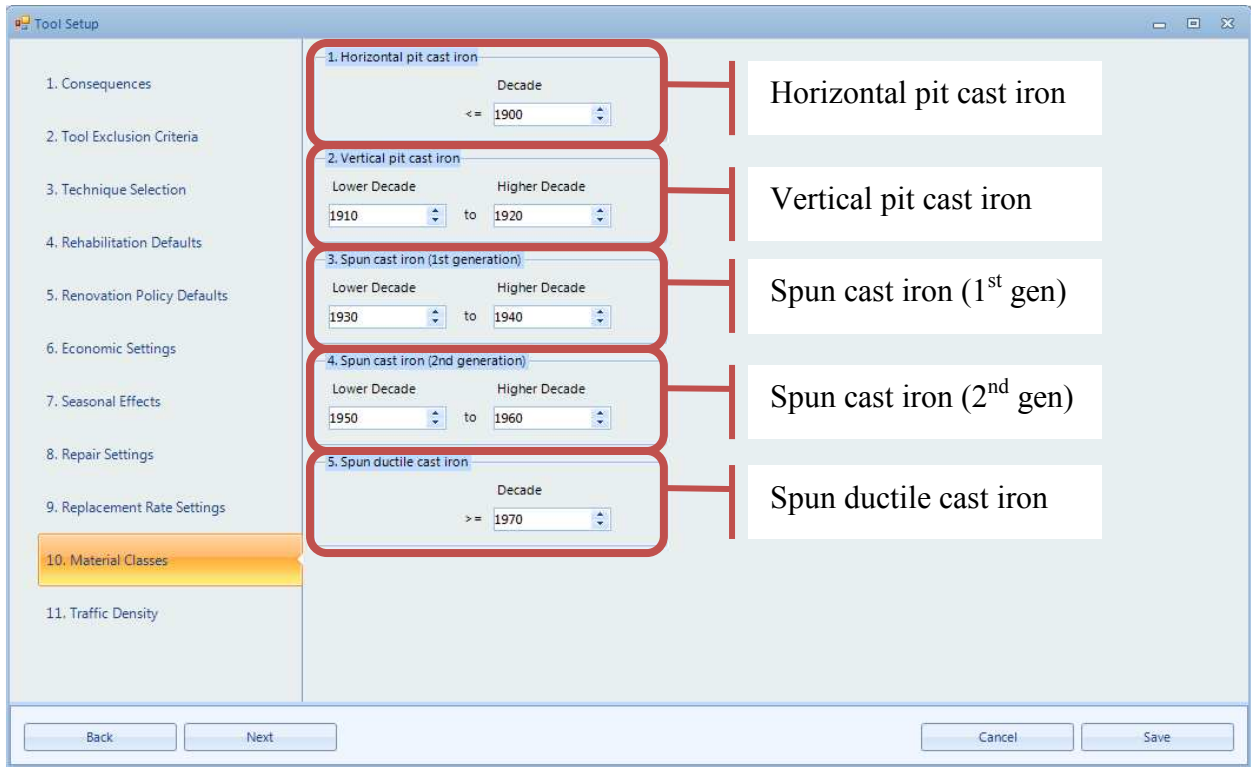 Tool Setup
1. Consequences
2. Tool Exclusion Criteria
3. Technique Selection
4. Rehabilitation Defaults
5. Renovation Policy Defaults
6. Economic Settings
7. Seasonal Effects
8. Repair Settings
9. Replacement Rate Settings
10. Material Classes
11. Traffic Density
1. Horizontal pit cast iron
Decade
<= 1900
2. Vertical pit cast iron
Lower Decade Higher Decade
1910 to 1920
3. Spun cast iron (1st generation)
Lower Decade Higher Decade
1930 to 1940
4. Spun cast iron (2nd generation)
Lower Decade Higher Decade
1950 to 1960
5. Spun ductile cast iron
Decade
>= 1970
Horizontal pit cast iron
Vertical pit cast iron
Spun cast iron (1st gen)
Spun cast iron (2nd gen)
Spun ductile cast iron
Back Next Cancel Save